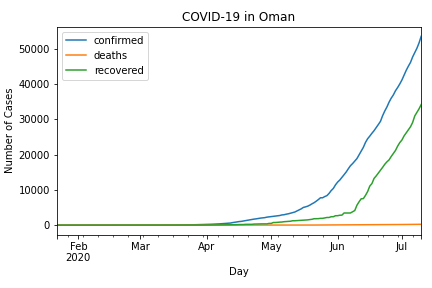 COVID-19 in Oman
confirmed
deaths
recovered
Number of Cases
50000
40000
30000
20000
10000
0
Feb
2020
Mar
Apr
May
Jun
Jul
Day